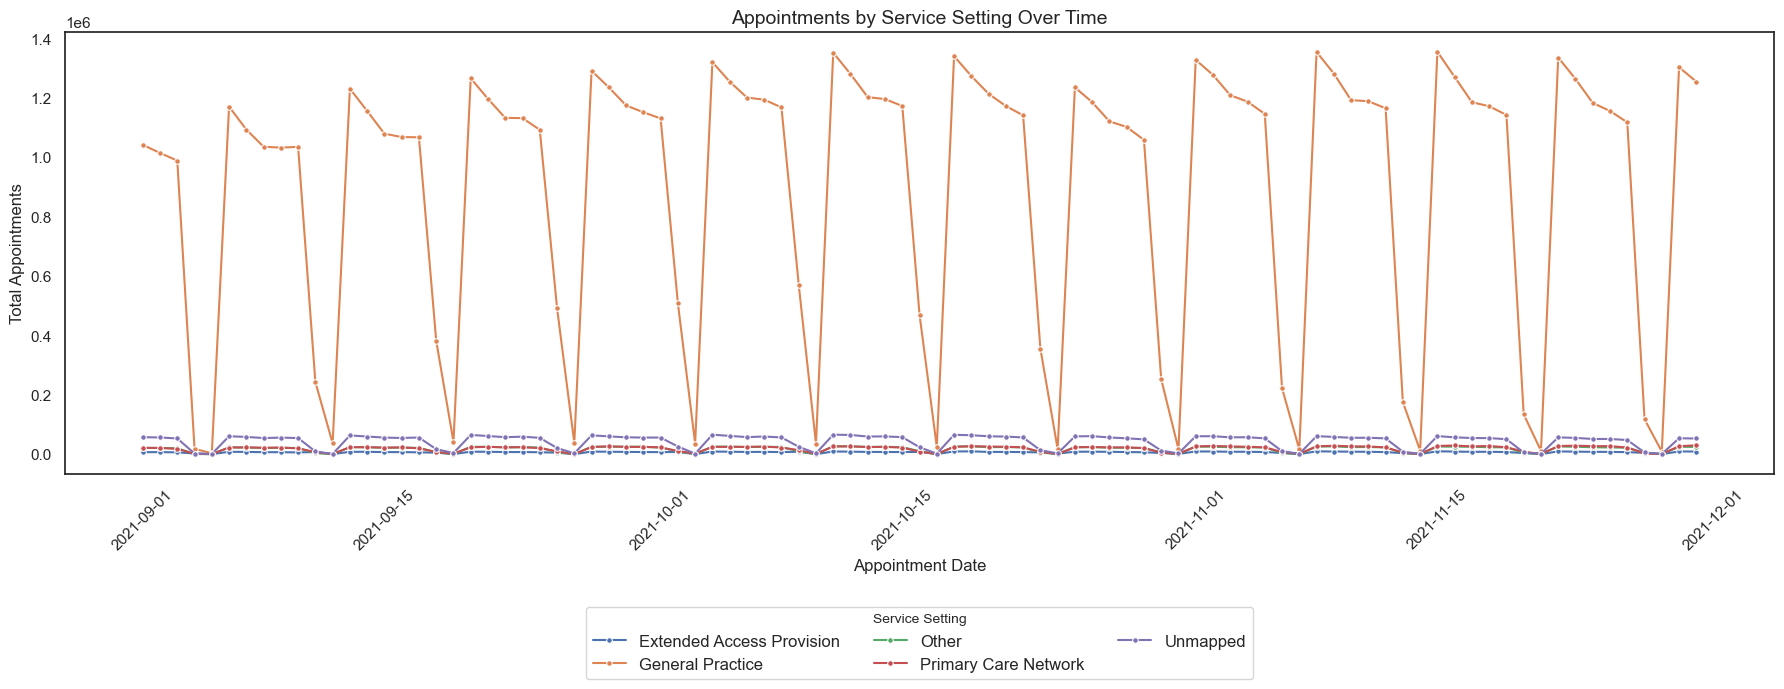 Appointments by Service Setting Over Time
1e6
1.4
1.2
1.0
0.8
0.6
0.4
0.2
0.0
Total Appointments
2021-09-01
2021-09-15
2021-10-01
2021-10-15
2021-11-01
2021-11-15
2021-12-01
Appointment Date
Service Setting
Extended Access Provision
General Practice
Other
Primary Care Network
Unmapped